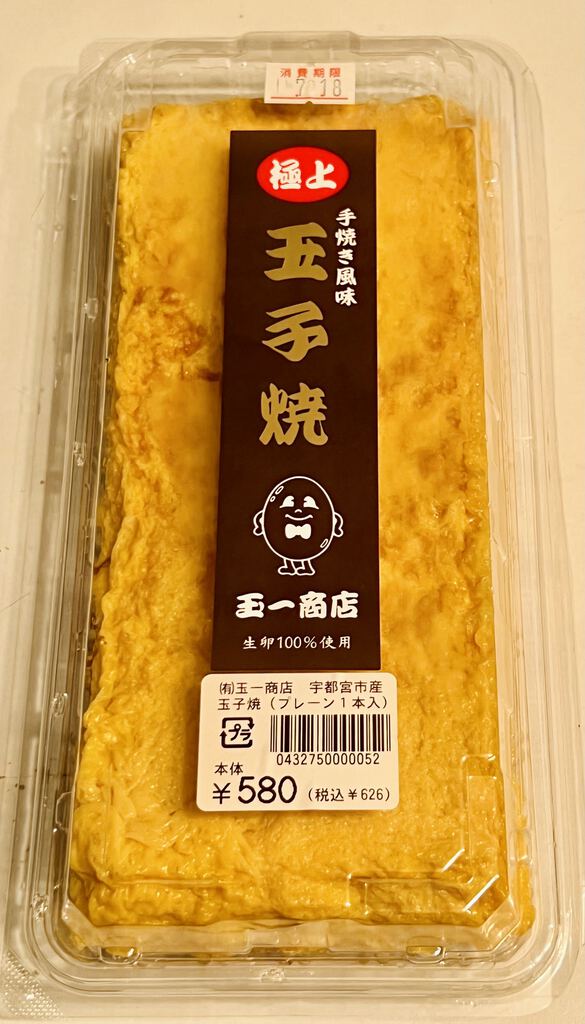 消費期限
7 18
極上
手焼き風味
玉子焼
玉一商店
生卵100%使用
㈲玉一商店 宇都宮市産
玉子焼(プレーン1本入)
プラ
0432750000052
本体
¥580(税込¥626)